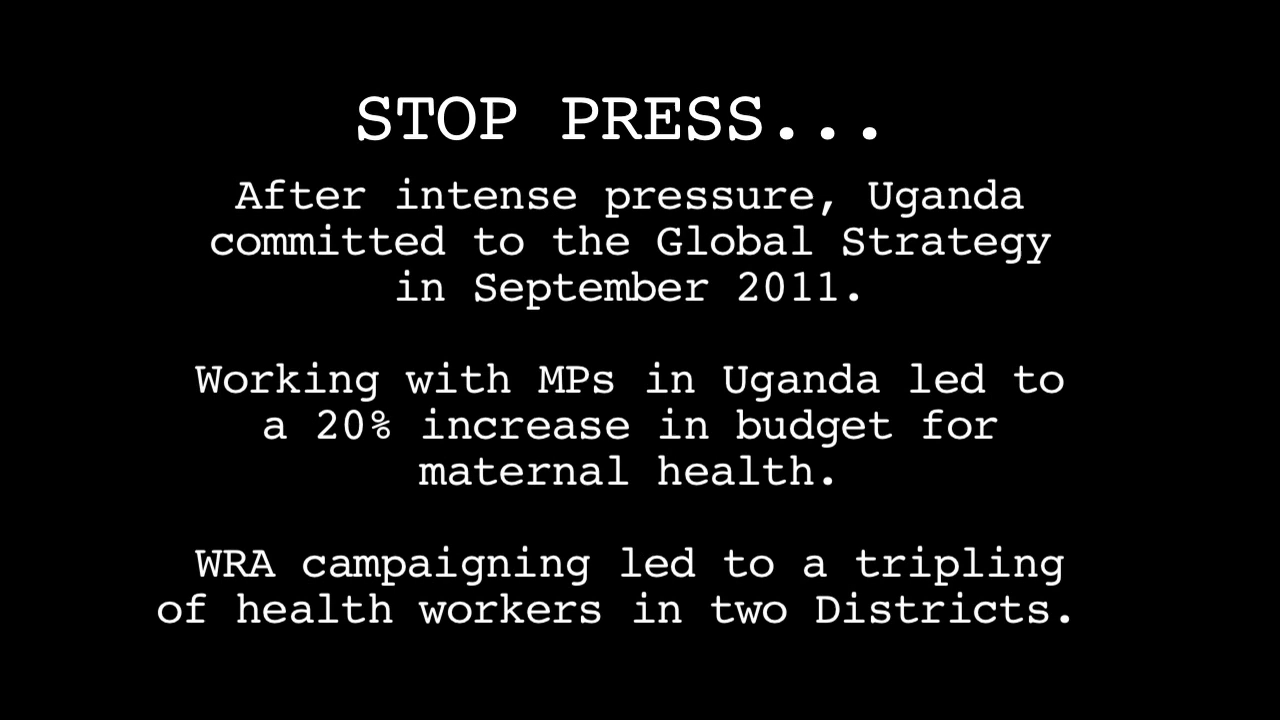 STOP PRESS...
After intense pressure, Uganda
committed to the Global Strategy
in September 2011.
Working with MPs in Uganda led to
a 20% increase in budget for
maternal health.
WRA campaigning led to a tripling
of health workers in two Districts.